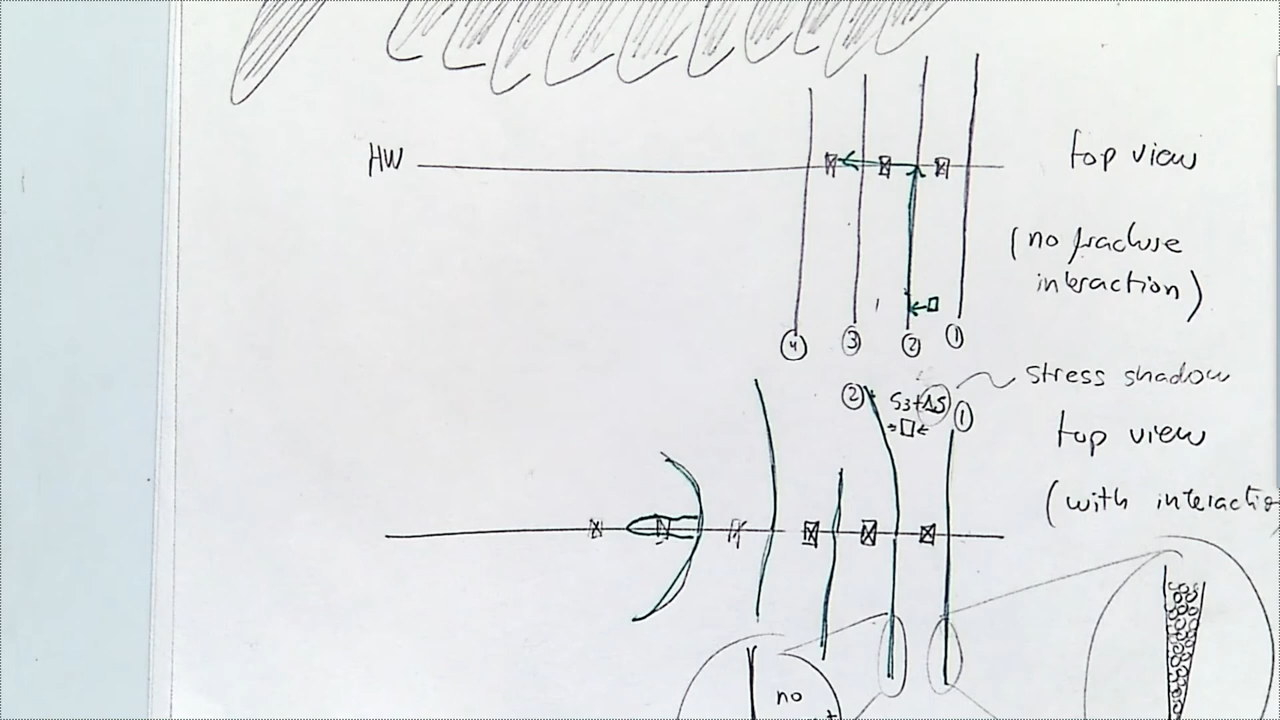 HW
top view
(no fracture
interaction)
4 3 2 1
stress shadow
2 S3+ΔS 1
top view
(with interactio
no